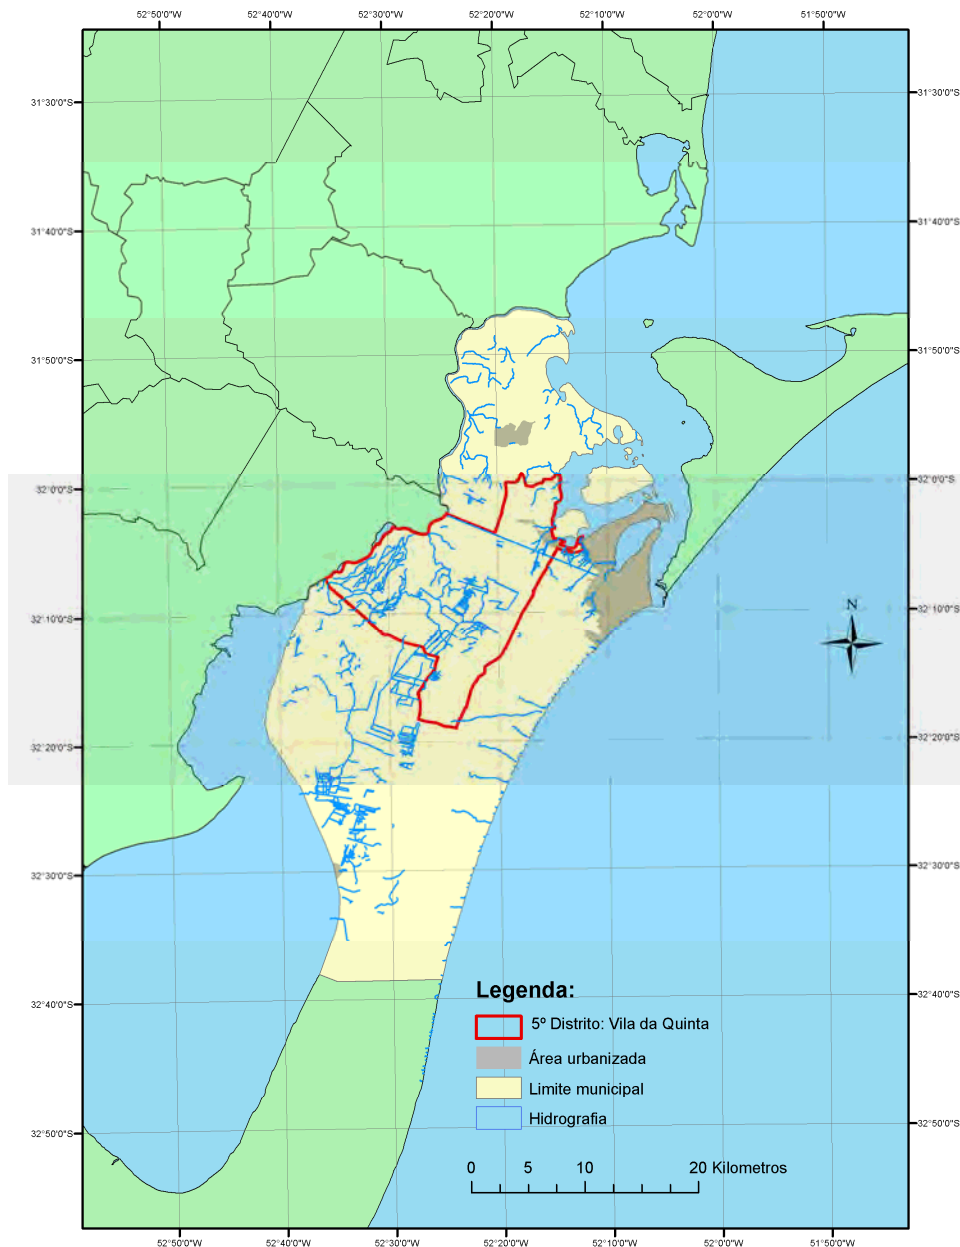 52°50'0"W 52°40'0"W 52°30'0"W 52°20'0"W 52°10'0"W 52°0'0"W 51°50'0"W
31°30'0"S 31°30'0"S
31°40'0"S 31°40'0"S
31°50'0"S 31°50'0"S
32°0'0"S 32°0'0"S
N
32°10'0"S 32°10'0"S
32°20'0"S 32°20'0"S
32°30'0"S 32°30'0"S
Legenda:
32°40'0"S 32°40'0"S
5º Distrito: Vila da Quinta
Área urbanizada
Limite municipal
Hidrografia
32°50'0"S 32°50'0"S
0 5 10 20 Kilometros
52°50'0"W 52°40'0"W 52°30'0"W 52°20'0"W 52°10'0"W 52°0'0"W 51°50'0"W